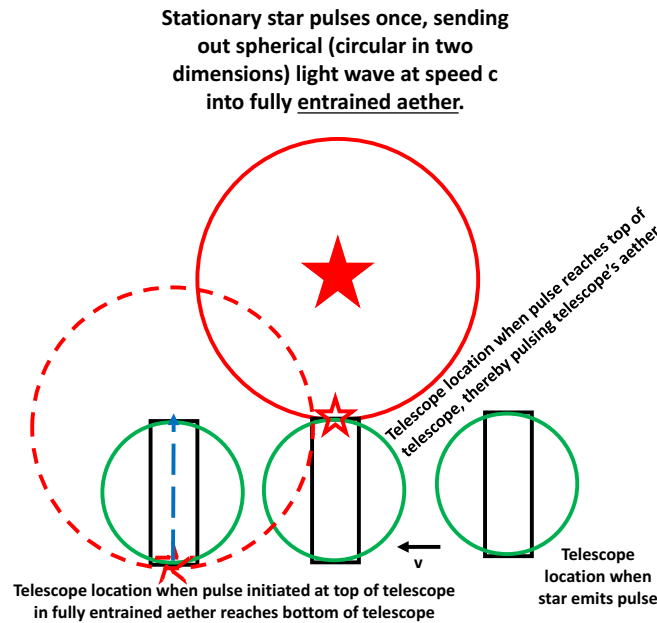 Stationary star pulses once, sending
out spherical (circular in two
dimensions) light wave at speed c
into fully entrained aether.
Telescope location when pulse reaches top of
telescope, thereby pulsing telescope's aether
v
Telescope
location when
star emits pulse
Telescope location when pulse initiated at top of telescope
in fully entrained aether reaches bottom of telescope